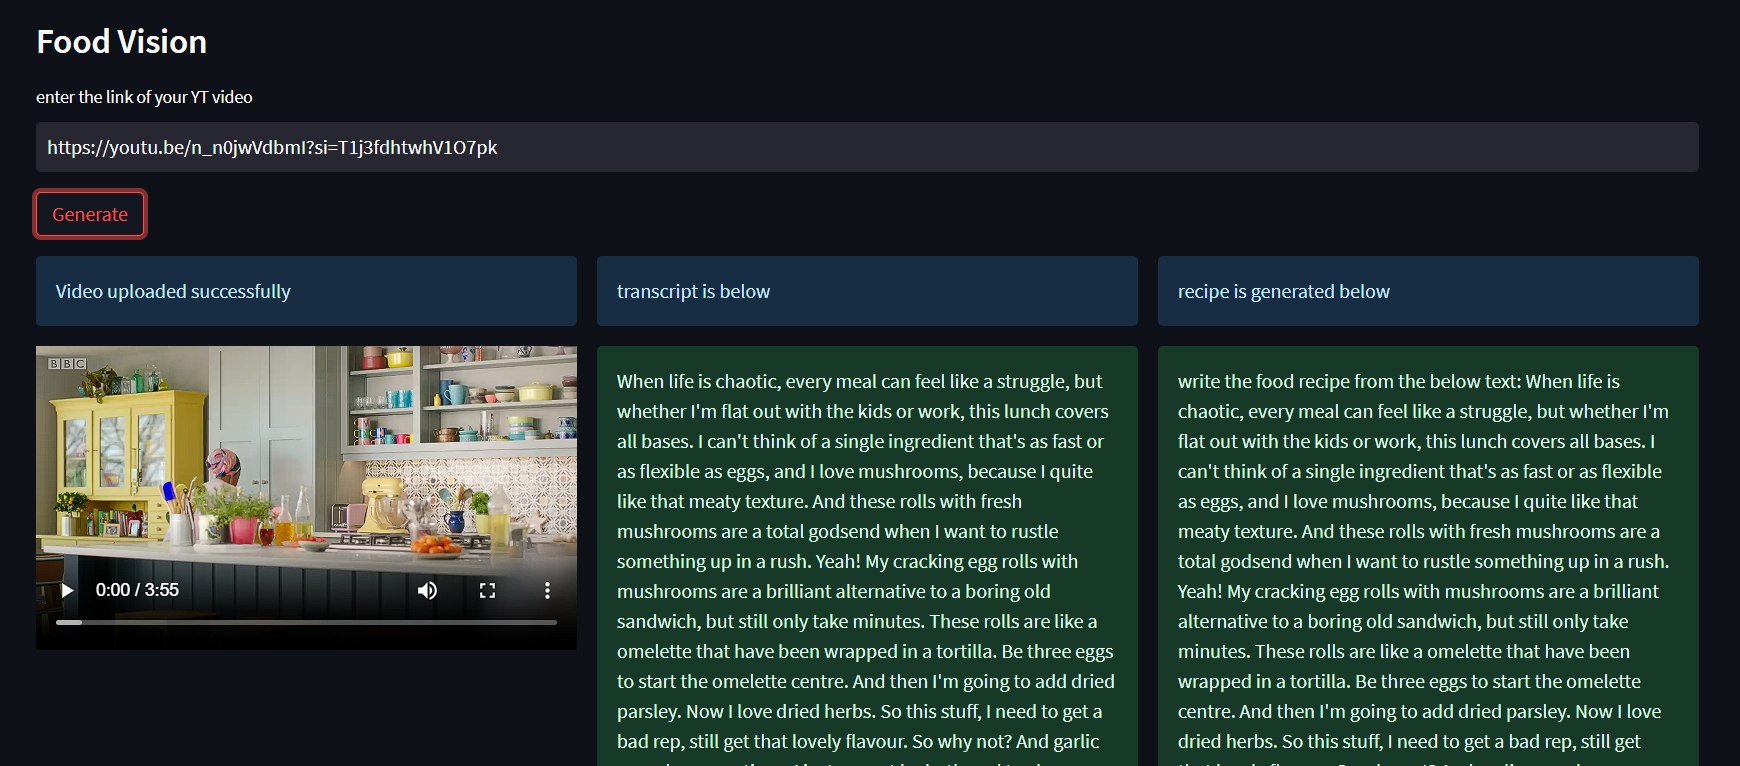 Food Vision
enter the link of your YT video
https://youtu.be/n_n0jwVdbmI?si=T1j3fdhtwhV1O7pk
Generate
Video uploaded successfully
BBC
0:00 / 3:55
transcript is below
When life is chaotic, every meal can feel like a struggle, but
whether I'm flat out with the kids or work, this lunch covers
all bases. I can't think of a single ingredient that's as fast or
as flexible as eggs, and I love mushrooms, because I quite
like that meaty texture. And these rolls with fresh
mushrooms are a total godsend when I want to rustle
something up in a rush. Yeah! My cracking egg rolls with
mushrooms are a brilliant alternative to a boring old
sandwich, but still only take minutes. These rolls are like a
omelette that have been wrapped in a tortilla. Be three eggs
to start the omelette centre. And then I'm going to add dried
parsley. Now I love dried herbs. So this stuff, I need to get a
bad rep, still get that lovely flavour. So why not? And garlic
recipe is generated below
write the food recipe from the below text: When life is
chaotic, every meal can feel like a struggle, but whether I'm
flat out with the kids or work, this lunch covers all bases. I
can't think of a single ingredient that's as fast or as flexible
as eggs, and I love mushrooms, because I quite like that
meaty texture. And these rolls with fresh mushrooms are a
total godsend when I want to rustle something up in a rush.
Yeah! My cracking egg rolls with mushrooms are a brilliant
alternative to a boring old sandwich, but still only take
minutes. These rolls are like a omelette that have been
wrapped in a tortilla. Be three eggs to start the omelette
centre. And then I'm going to add dried parsley. Now I love
dried herbs. So this stuff, I need to get a bad rep, still get